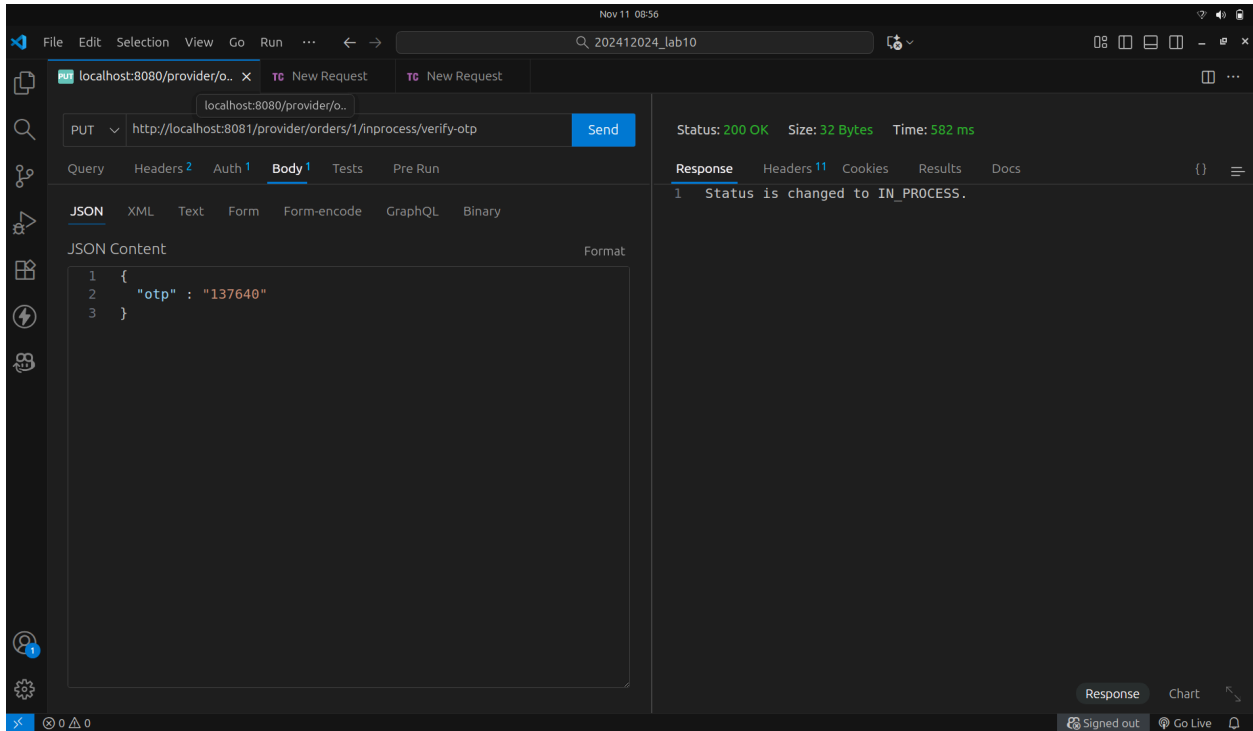 Nov 11 08:56
File Edit Selection View Go Run ··· ← → 202412024_lab10
PUT localhost:8080/provider/o.. × TC New Request TC New Request
localhost:8080/provider/o..
PUT http://localhost:8081/provider/orders/1/inprocess/verify-otp Send
Status: 200 OK Size: 32 Bytes Time: 582 ms
Query Headers 2 Auth 1 Body 1 Tests Pre Run
Response Headers 11 Cookies Results Docs {}
1 Status is changed to IN_PROCESS.
JSON XML Text Form Form-encode GraphQL Binary
JSON Content Format
1 {
2 "otp" : "137640"
3 }
1
Response Chart
0 0 Signed out Go Live